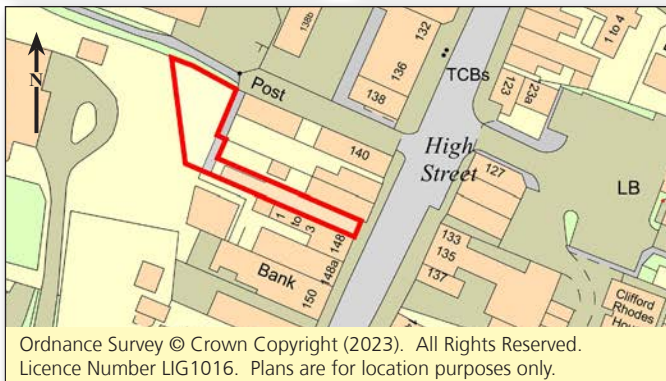 138b
132
136
138
Post
TCBs
1 to 4
123
123a
N
140
High
Street
127
LB
1
to
3
148
148a
150
Bank
133
135
137
Clifford
Rhodes
Ordnance Survey © Crown Copyright (2023). All Rights Reserved.
Licence Number LIG1016. Plans are for location purposes only.